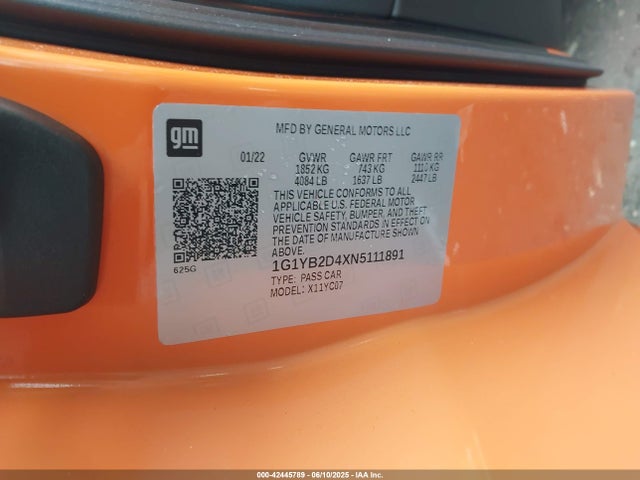 gm
MFD BY GENERAL MOTORS LLC
01/22 GVWR GAWR FRT GAWR RR
1852 KG 743 KG 1110 KG
4084 LB 1637 LB 2447 LB
THIS VEHICLE CONFORMS TO ALL
APPLICABLE U.S. FEDERAL MOTOR
VEHICLE SAFETY, BUMPER, AND THEFT
PREVENTION STANDARDS IN EFFECT
ON THE DATE OF MANUFACTURE SHOWN
ABOVE.
625G
1G1YB2D4XN5111891
TYPE: PASS CAR
MODEL: X11YC07
000-42445789 - 06/10/2025 - IAA Inc.